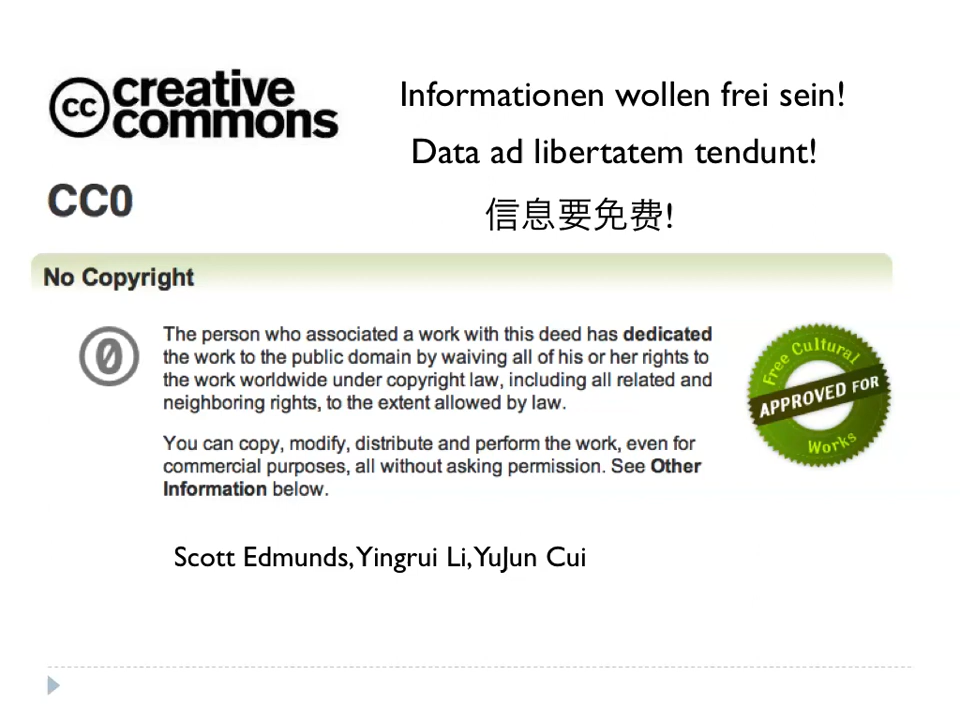 cc creative commons
Informationen wollen frei sein!
Data ad libertatem tendunt!
CC0
信息要免费!
No Copyright
0
The person who associated a work with this deed has dedicated
the work to the public domain by waiving all of his or her rights to
the work worldwide under copyright law, including all related and
neighboring rights, to the extent allowed by law.
You can copy, modify, distribute and perform the work, even for
commercial purposes, all without asking permission. See Other
Information below.
Free Cultural
APPROVED FOR
Works
Scott Edmunds,Yingrui Li,YuJun Cui